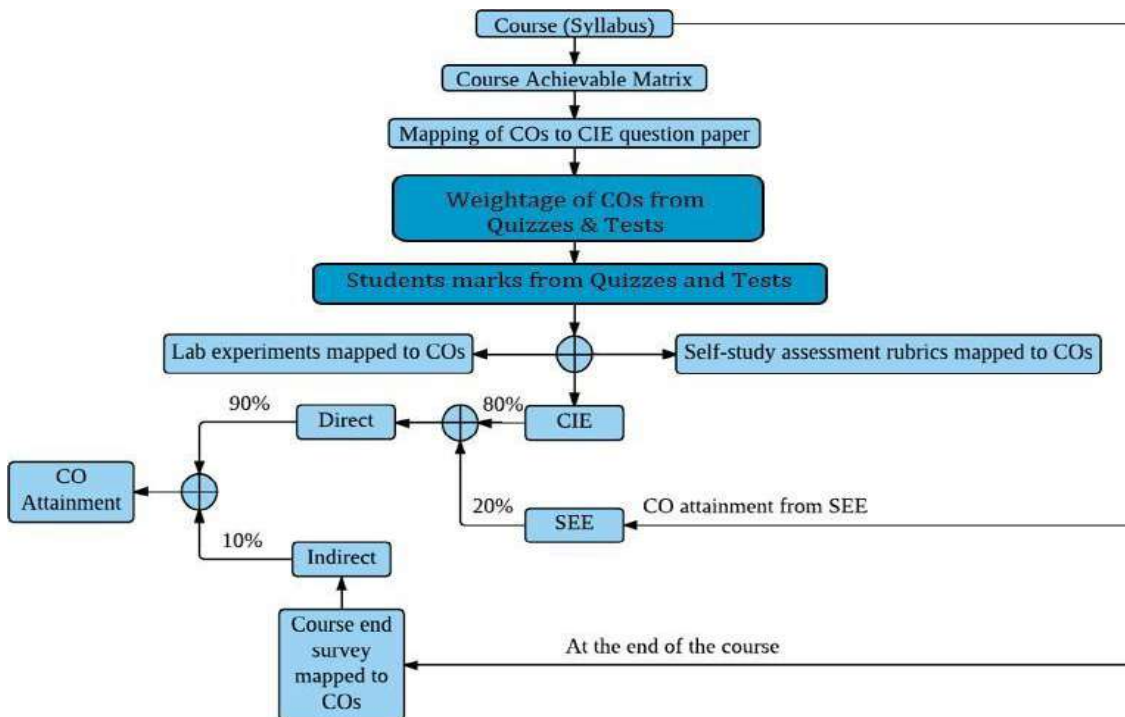 Course (Syllabus)
Course Achievable Matrix
Mapping of COs to CIE question paper
Weightage of COs from
Quizzes & Tests
Students marks from Quizzes and Tests
Lab experiments mapped to COs
Self-study assessment rubrics mapped to COs
90%
Direct
80%
CIE
CO
Attainment
20%
SEE
CO attainment from SEE
10%
Indirect
Course end
survey
mapped to
COs
At the end of the course